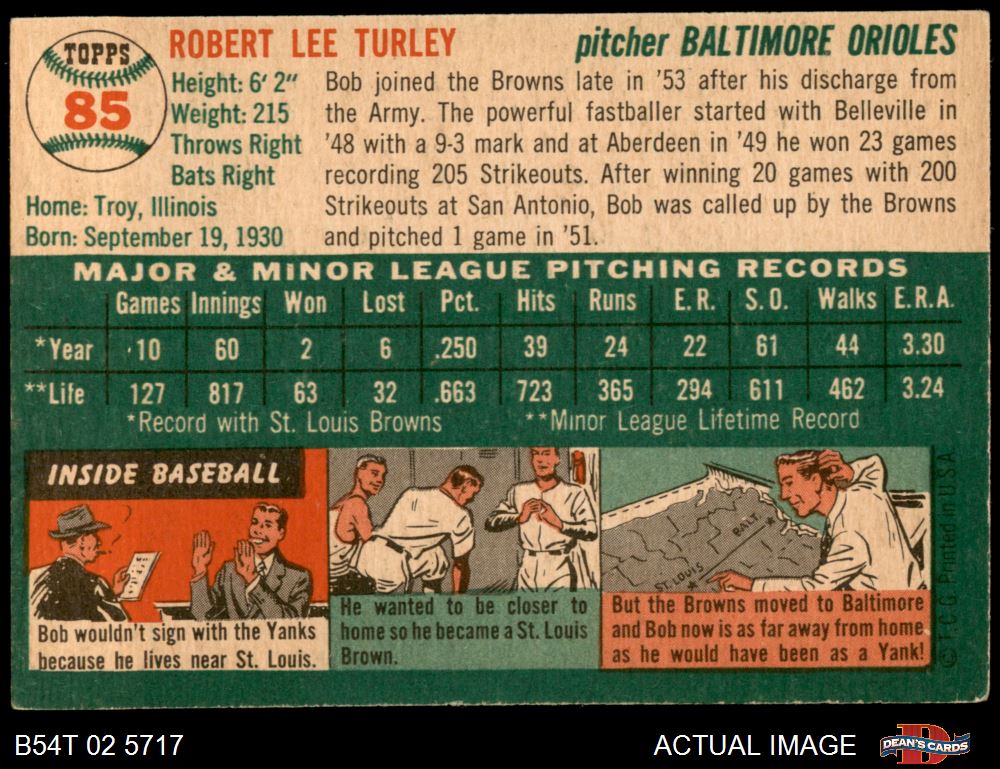 TOPPS
85
ROBERT LEE TURLEY
pitcher BALTIMORE ORIOLES
Height: 6' 2"
Weight: 215
Throws Right
Bats Right
Home: Troy, Illinois
Born: September 19, 1930
Bob joined the Browns late in '53 after his discharge from
the Army. The powerful fastballer started with Belleville in
'48 with a 9-3 mark and at Aberdeen in '49 he won 23 games
recording 205 Strikeouts. After winning 20 games with 200
Strikeouts at San Antonio, Bob was called up by the Browns
and pitched 1 game in '51.
MAJOR & MINOR LEAGUE PITCHING RECORDS
Games Innings Won Lost Pct. Hits Runs E.R. S.O. Walks E.R.A.
*Year 10 60 2 6 .250 39 24 22 61 44 3.30
**Life 127 817 63 32 .663 723 365 294 611 462 3.24
*Record with St. Louis Browns **Minor League Lifetime Record
INSIDE BASEBALL
Bob wouldn't sign with the Yanks
because he lives near St. Louis.
He wanted to be closer to
home so he became a St. Louis
Brown.
BALT.
ST. LOUIS
But the Browns moved to Baltimore
and Bob now is as far away from home
as he would have been as a Yank!
© T.C.G. Printed in U.S.A.
B54T 02 5717
ACTUAL IMAGE
DEAN'S CARDS